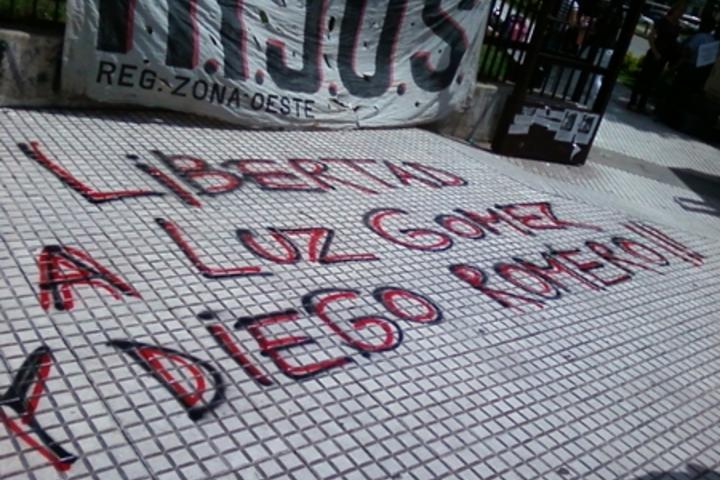 H.I.J.O.S
REG. ZONA OESTE
LiBERTAD
A LUZ GOMEZ
Y DiEGO ROMERO!!!